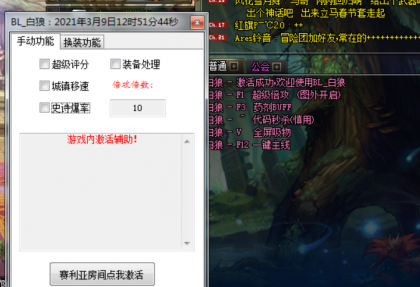 BL_白狼：2021年3月9日12时51分44秒
手动功能 换装功能
超级评分 装备处理
城镇移速 倍攻倍数：
史诗爆率 10
游戏内激活辅助！
赛利亚房间点我激活
出个神话吧 出来立马春节套走起
Ch.12
Ch.21 Ares铃音 : 冒险团加好友,常在的+++++++++++
普通 公会
白狼 - 激活成功,欢迎使用BL_白狼
白狼 - F1 超级倍攻 (图外开启)
白狼 - F3 药剂BUFF
白狼 - ~ 代码秒杀(慎用)
白狼 - V 全屏吸物
白狼 - F12 一键主线